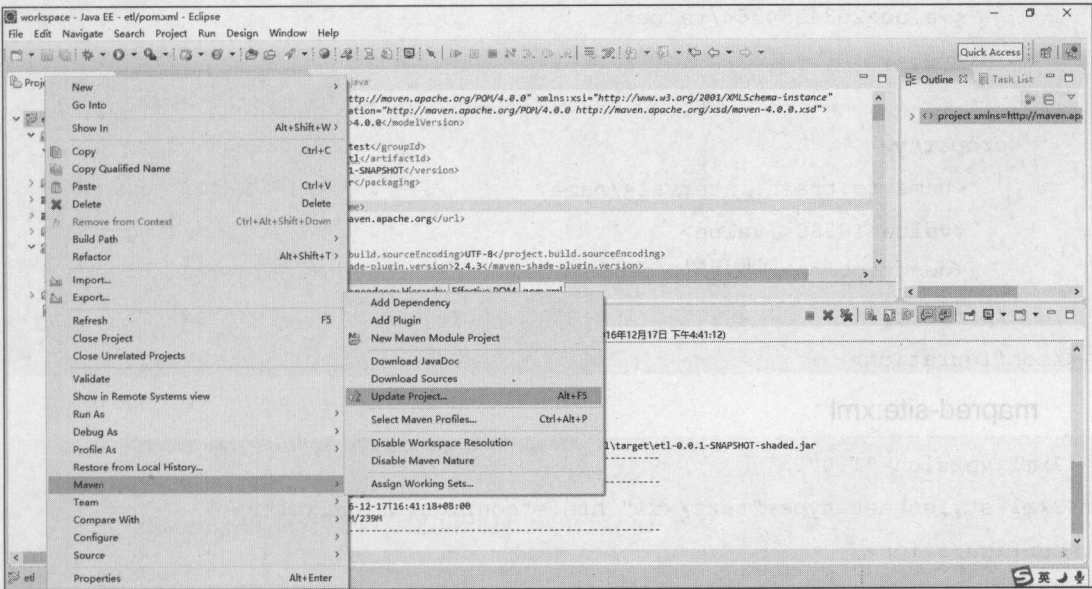 workspace - Java EE - etl/pom.xml - Eclipse
File Edit Navigate Search Project Run Design Window Help
Quick Access
Proje
java
Outline
Task List
New
Go Into
Show In Alt+Shift+W
Copy Ctrl+C
Copy Qualified Name
Paste Ctrl+V
Delete Delete
Remove from Context Ctrl+Alt+Shift+Down
Build Path
Refactor Alt+Shift+T
Import...
Export...
Refresh F5
Close Project
Close Unrelated Projects
Validate
Show in Remote Systems view
Run As
Debug As
Profile As
Restore from Local History...
Maven
Team
Compare With
Configure
Source
Properties Alt+Enter
ttp://maven.apache.org/POM/4.0.0" xmlns:xsi="http://www.w3.org/2001/XMLSchema-instance"
ation="http://maven.apache.org/POM/4.0.0 http://maven.apache.org/xsd/maven-4.0.0.xsd">
>4.0.0</modelVersion>
test</groupId>
tl</artifactId>
1-SNAPSHOT</version>
r</packaging>
me>
aven.apache.org</url>
build.sourceEncoding>UTF-8</project.build.sourceEncoding>
ade-plugin.version>2.4.3</maven-shade-plugin.version>
<> project xmlns=http://maven.apa
pendency Hierarchy Effective POM pom.xml
Add Dependency
Add Plugin
New Maven Module Project
Download JavaDoc
Download Sources
Update Project... Alt+F5
Select Maven Profiles... Ctrl+Alt+P
Disable Workspace Resolution
Disable Maven Nature
Assign Working Sets...
16年12月17日 下午4:41:12)
l\target\etl-0.0.1-SNAPSHOT-shaded.jar
6-12-17T16:41:18+08:00
M/239M
etl
英
mapred-site.xml